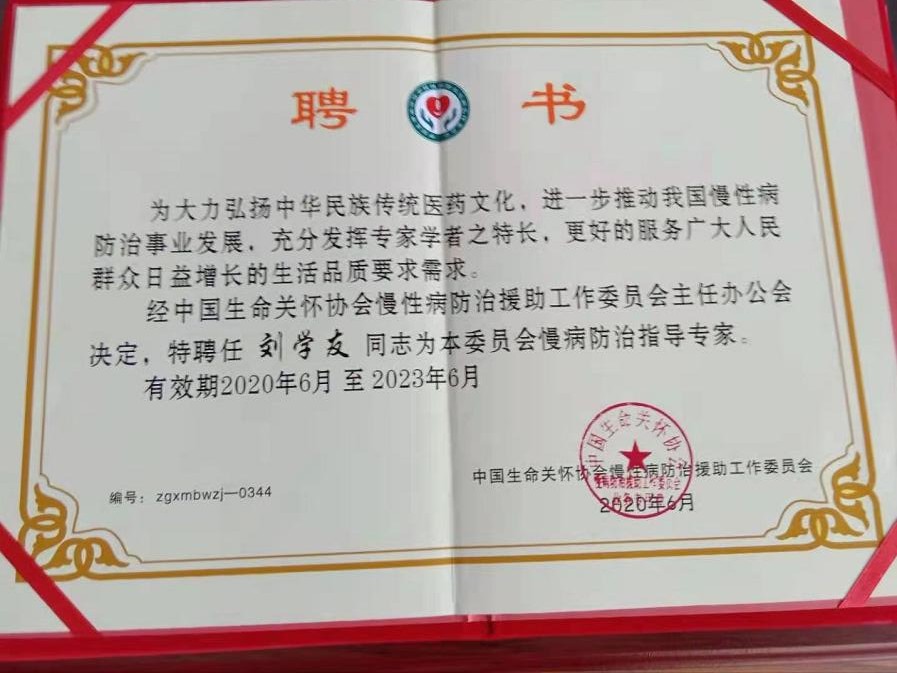 聘 书
为大力弘扬中华民族传统医药文化，进一步推动我国慢性病
防治事业发展，充分发挥专家学者之特长，更好的服务广大人民
群众日益增长的生活品质要求需求。
经中国生命关怀协会慢性病防治援助工作委员会主任办公会
决定，特聘任 刘学友 同志为本委员会慢病防治指导专家。
有效期2020年6月 至 2023年6月
中国生命关怀协会
中国生命关怀协会慢性病防治援助工作委员会
编号：zgxmbwzj—0344
2020年6月